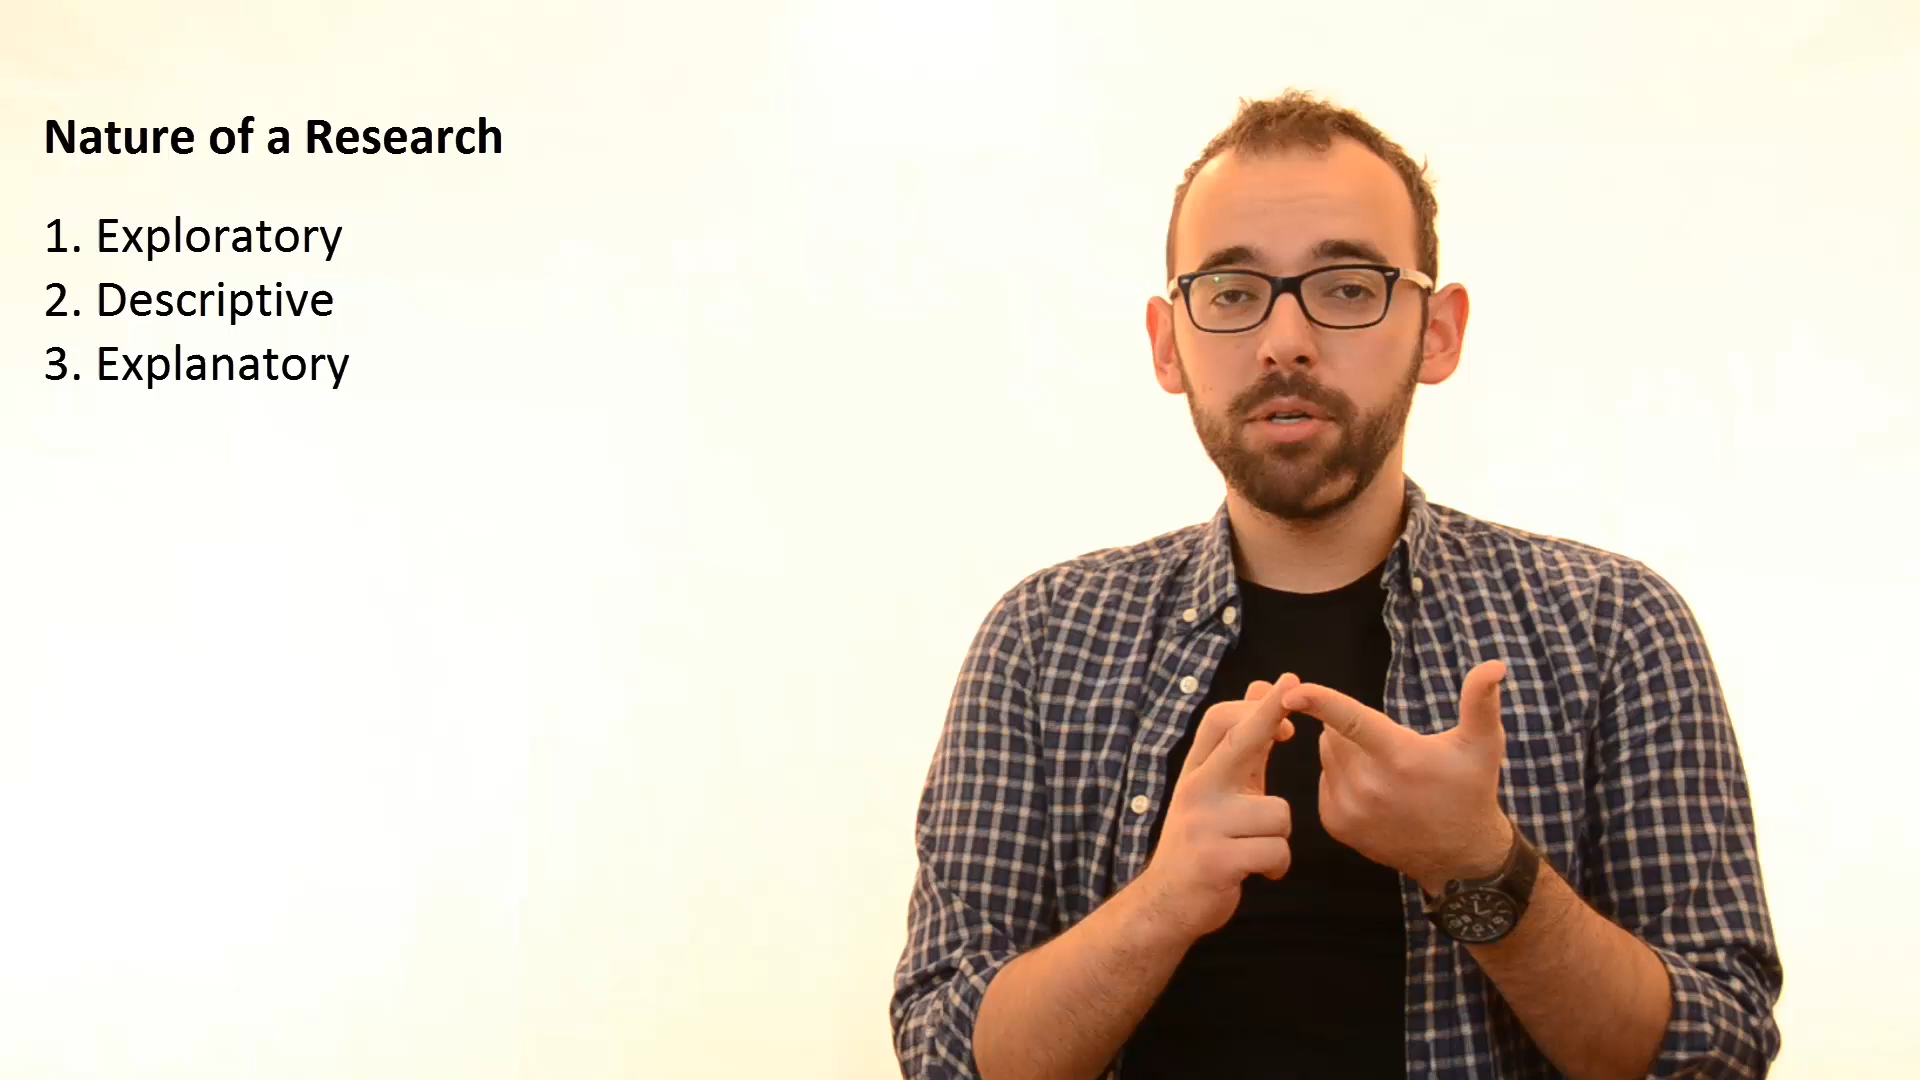 Nature of a Research
1. Exploratory
2. Descriptive
3. Explanatory